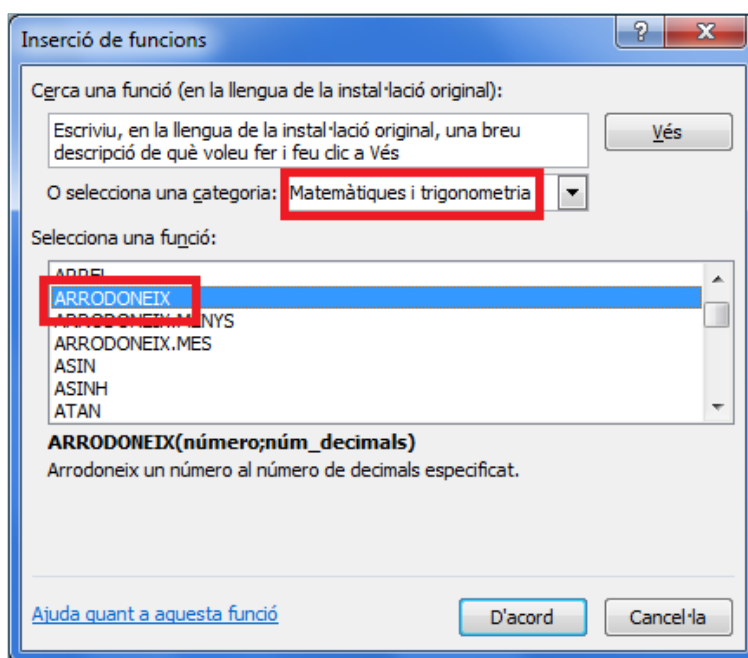 Inserció de funcions
Cerca una funció (en la llengua de la instal·lació original):
Escriviu, en la llengua de la instal·lació original, una breu
descripció de què voleu fer i feu clic a Vés
Vés
O selecciona una categoria: Matemàtiques i trigonometria
Selecciona una funció:
ARREL
ARRODONEIX
ARRODONEIX.MENYS
ARRODONEIX.MES
ASIN
ASINH
ATAN
ARRODONEIX(número;núm_decimals)
Arrodoneix un número al número de decimals especificat.
Ajuda quant a aquesta funció
D'acord
Cancel·la